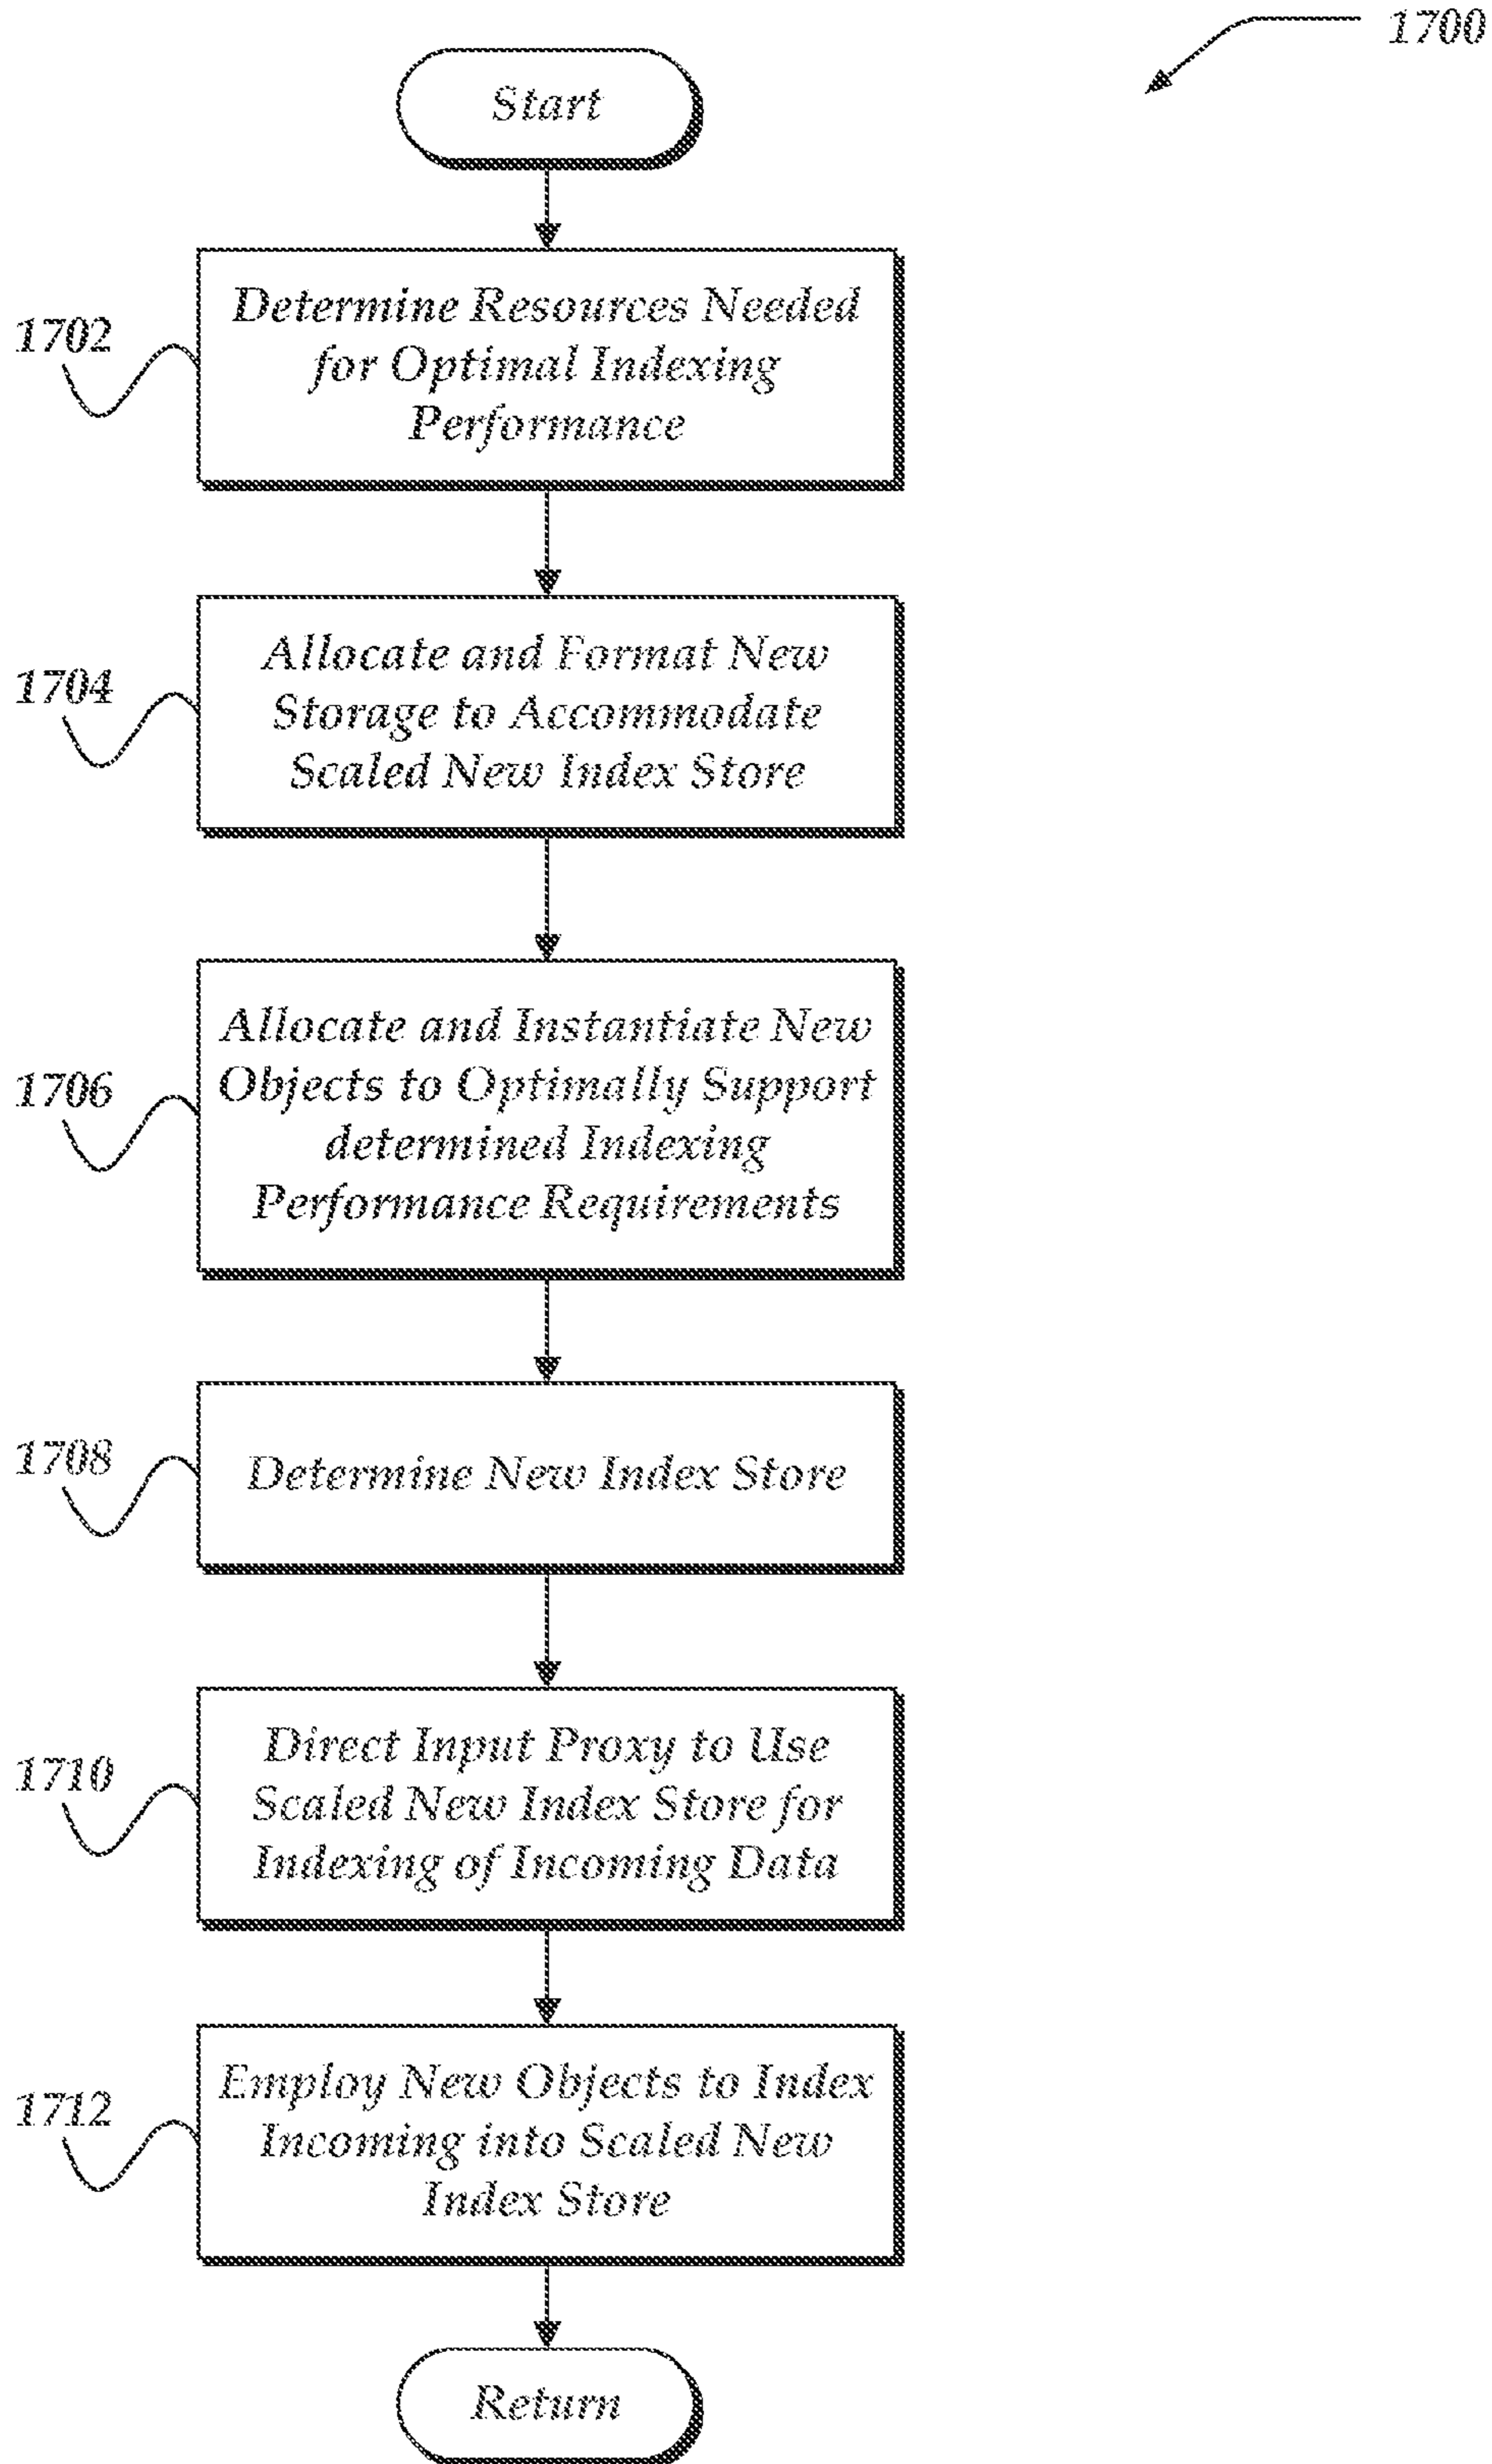 1700
Start
1702
Determine Resources Needed
for Optimal Indexing
Performance
1704
Allocate and Format New
Storage to Accommodate
Scaled New Index Store
1706
Allocate and Instantiate New
Objects to Optimally Support
determined Indexing
Performance Requirements
1708
Determine New Index Store
1710
Direct Input Proxy to Use
Scaled New Index Store for
Indexing of Incoming Data
1712
Employ New Objects to Index
Incoming into Scaled New
Index Store
Return